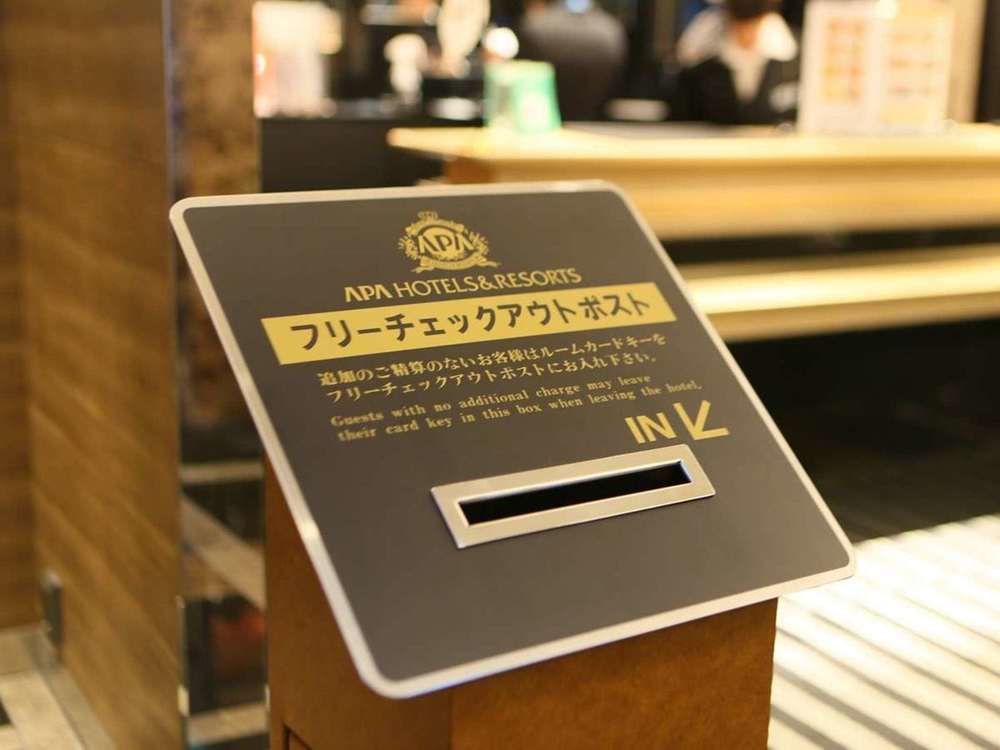 APA
APA HOTELS&RESORTS
フリーチェックアウトポスト
追加のご精算のないお客様はルームカードキーを
フリーチェックアウトポストにお入れ下さい。
Guests with no additional charge may leave
their card key in this box when leaving the hotel.
IN